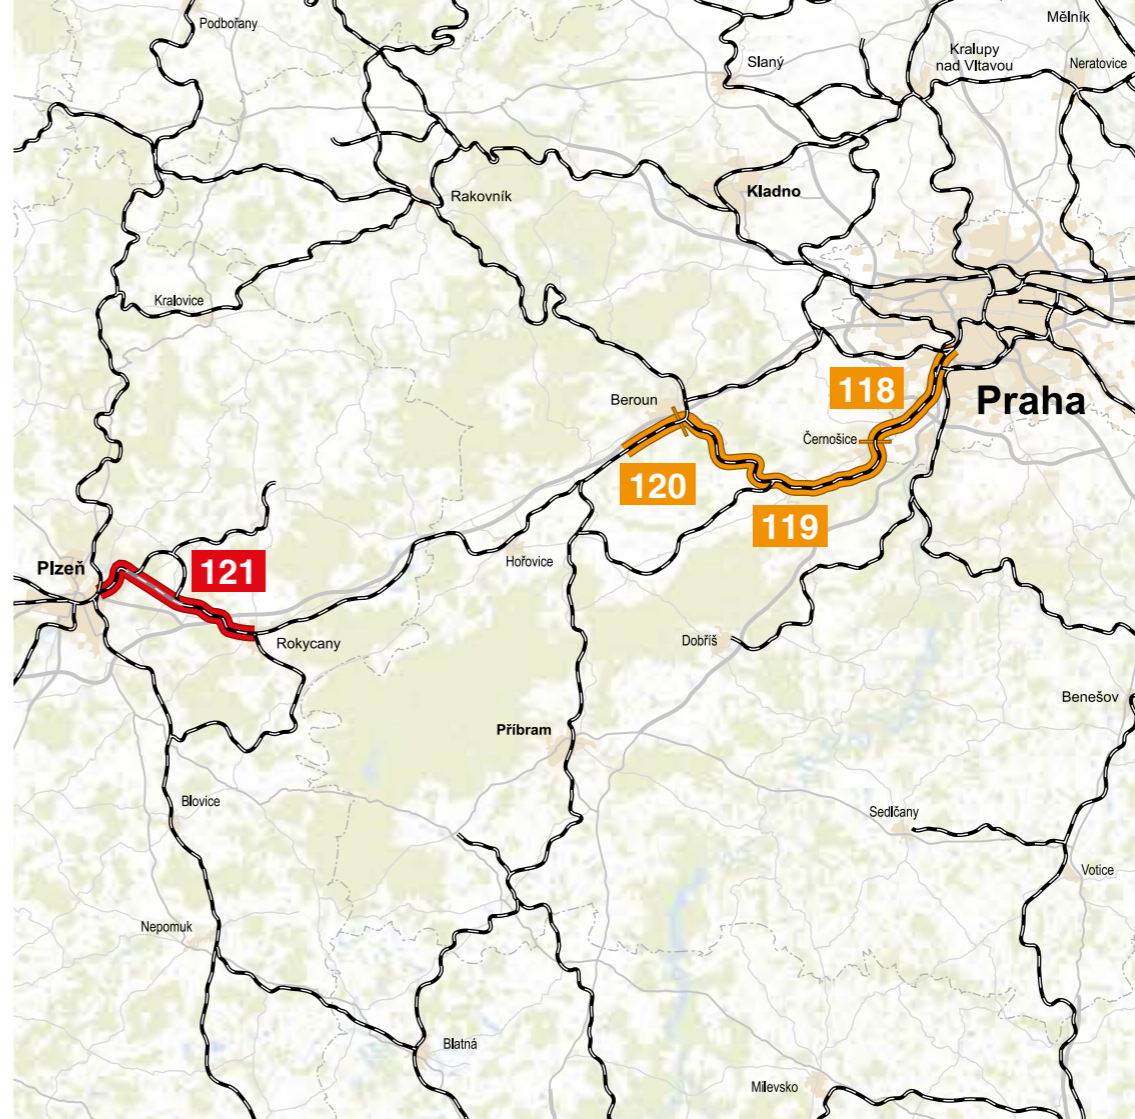 Podbořany
Mělník
Kralupy
nad Vltavou
Slaný
Neratovice
Kladno
Rakovník
Kralovice
118
Beroun
Praha
Černošice
120
119
Plzeň
121
Hořovice
Rokycany
Dobříš
Benešov
Příbram
Blovice
Sedlčany
Votice
Nepomuk
Blatná
Milevsko